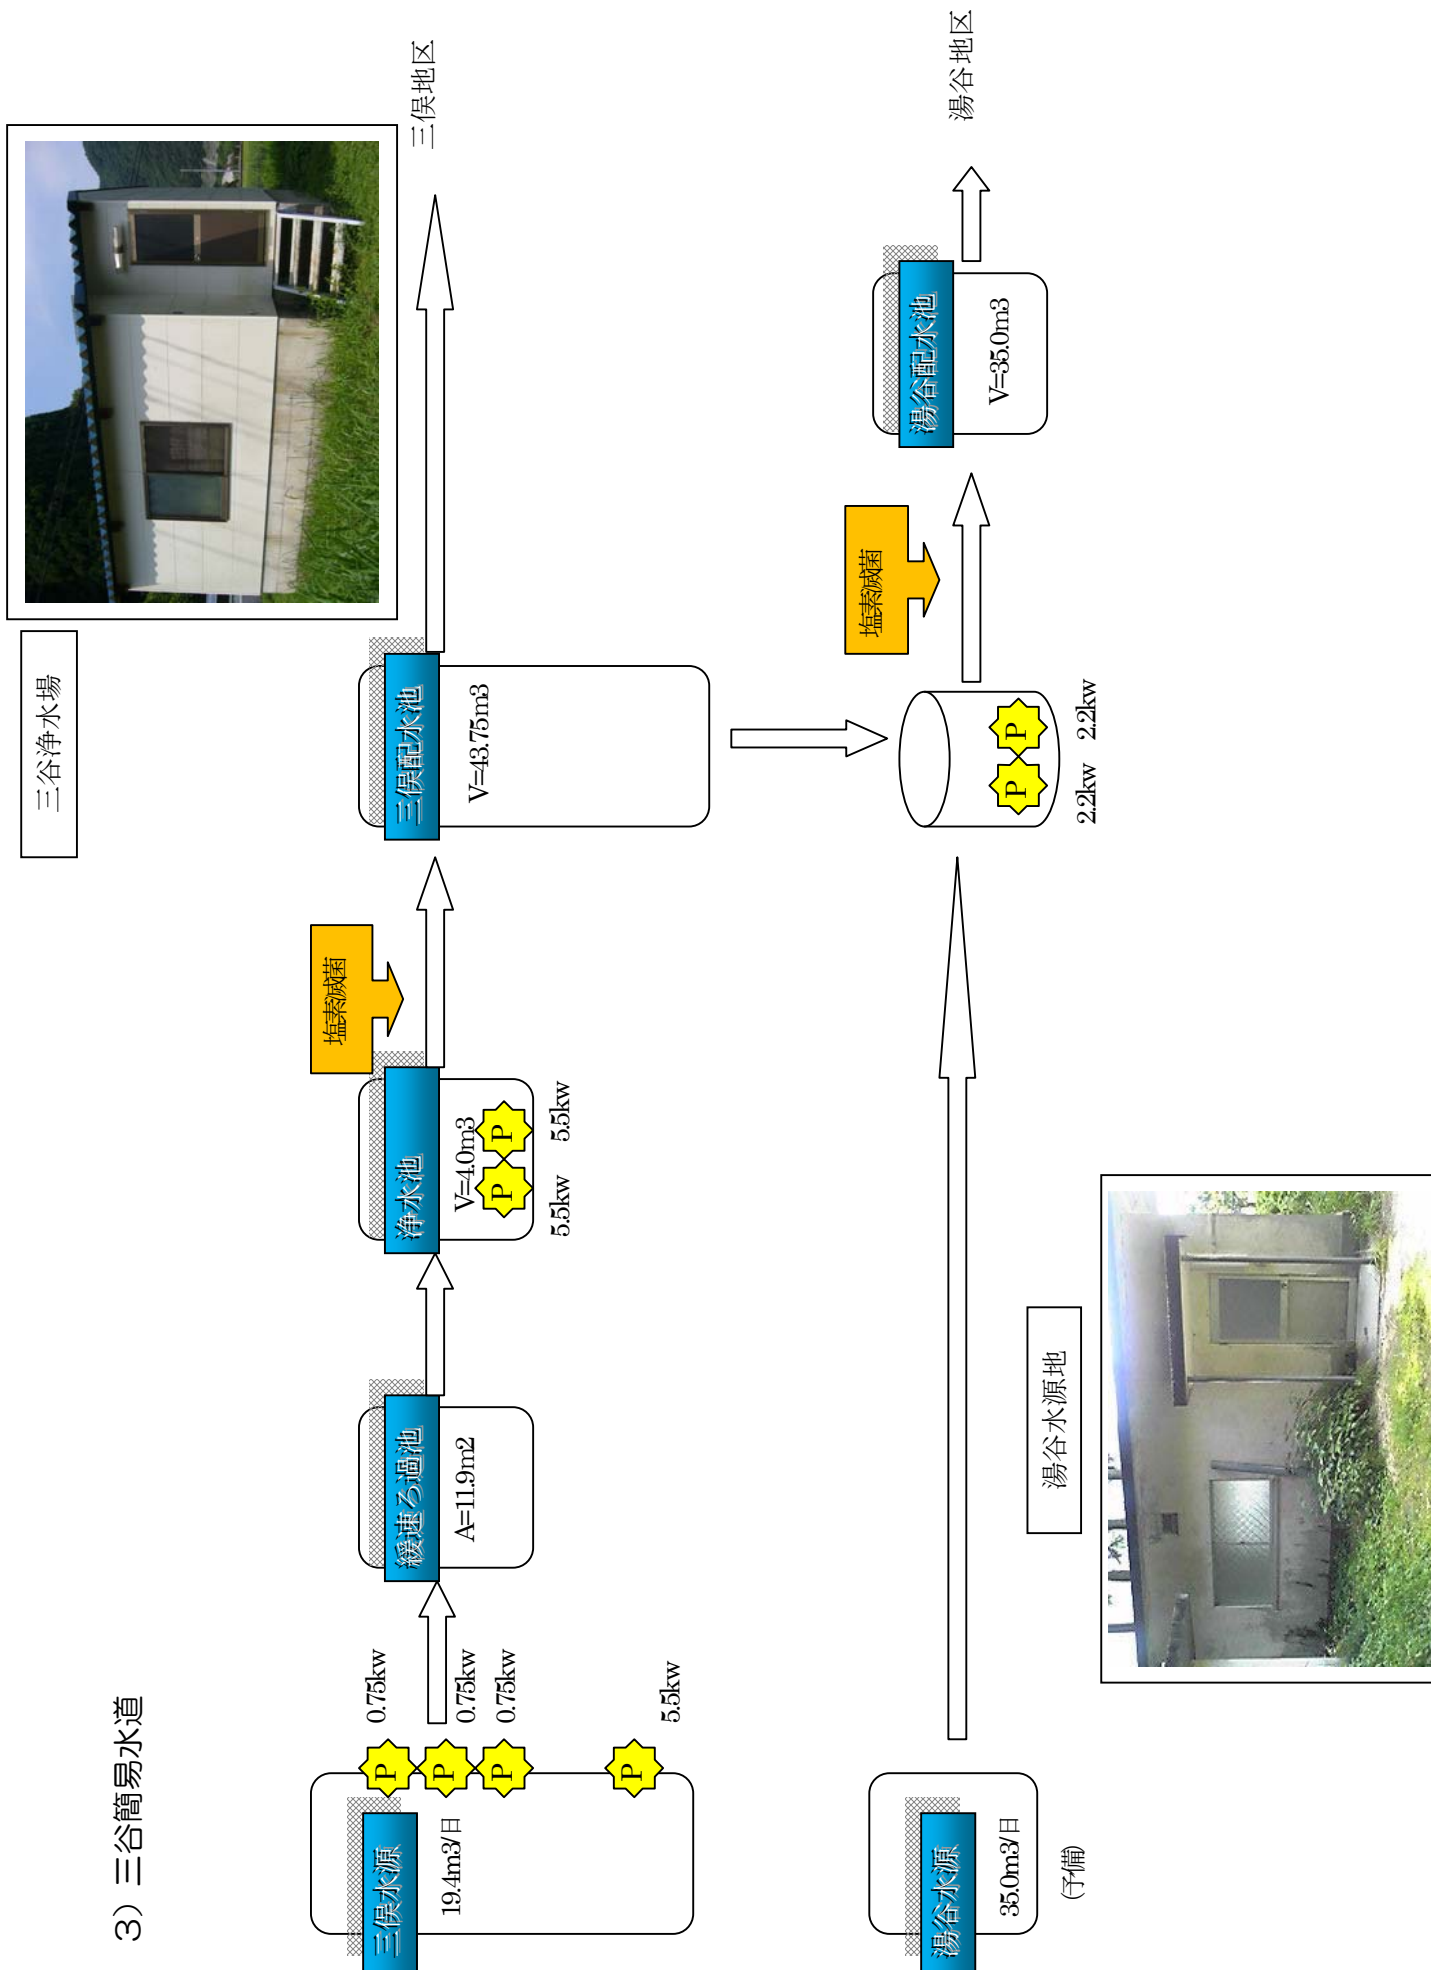 3）三谷簡易水道
三谷浄水場
三俣水源
19.4m3/日
0.75kw
0.75kw
0.75kw
5.5kw
緩速ろ過池
A=11.9m2
浄水池
V=4.0m3
P
P
5.5kw
5.5kw
塩素滅菌
三俣配水池
V=43.75m3
三俣地区
P
P
P
P
湯谷水源
35.0m3/日
(予備)
湯谷水源地
P
P
2.2kw
2.2kw
塩素滅菌
湯谷配水池
V=35.0m3
湯谷地区